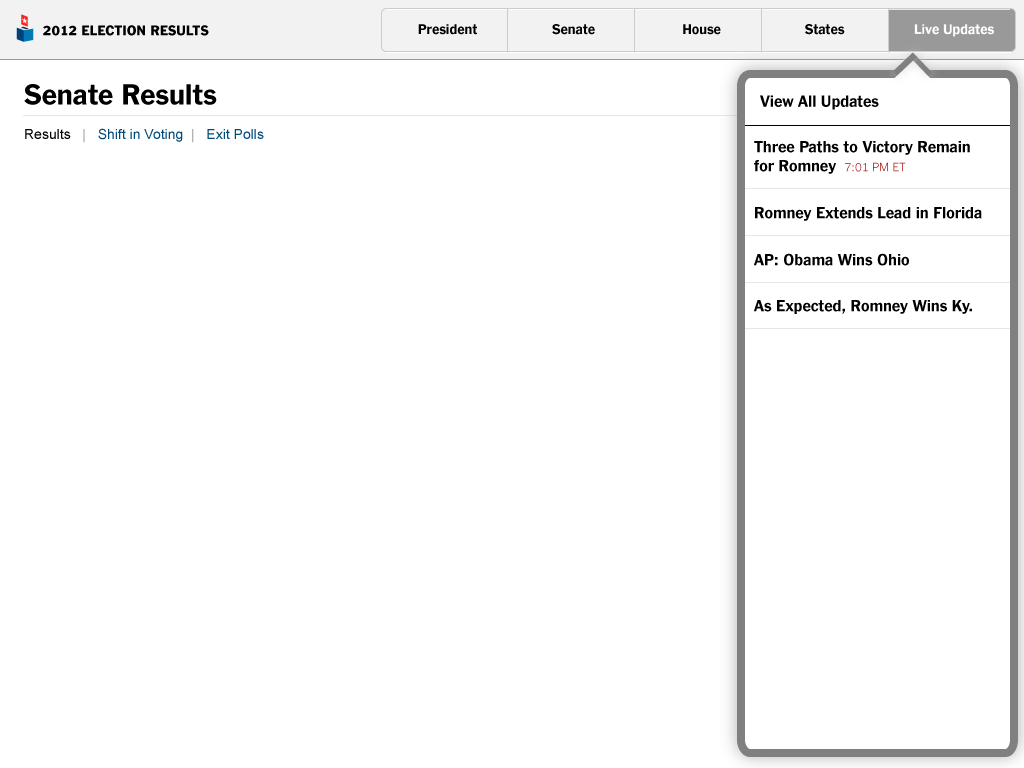 2012 ELECTION RESULTS
President
Senate
House
States
Live Updates
Senate Results
Results | Shift in Voting | Exit Polls
View All Updates
Three Paths to Victory Remain
for Romney 7:01 PM ET
Romney Extends Lead in Florida
AP: Obama Wins Ohio
As Expected, Romney Wins Ky.